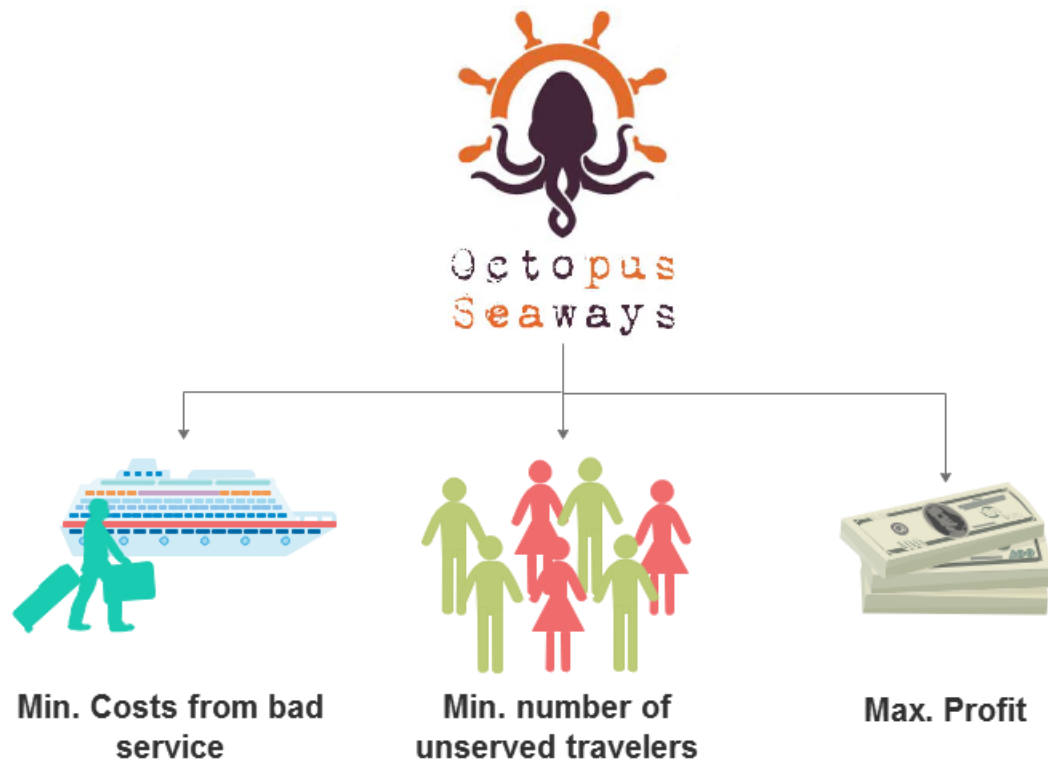 Octopus
Seaways
Min. Costs from bad
service
Min. number of
unserved travelers
Max. Profit